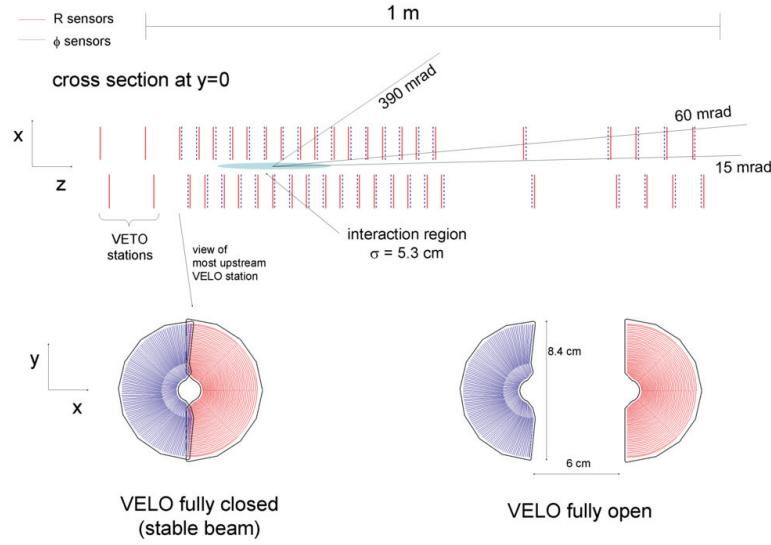 R sensors
ϕ sensors
1 m
cross section at y=0
390 mrad
60 mrad
x
z
15 mrad
VETO
stations
view of
most upstream
VELO station
interaction region
σ = 5.3 cm
y
x
8.4 cm
6 cm
VELO fully closed
(stable beam)
VELO fully open